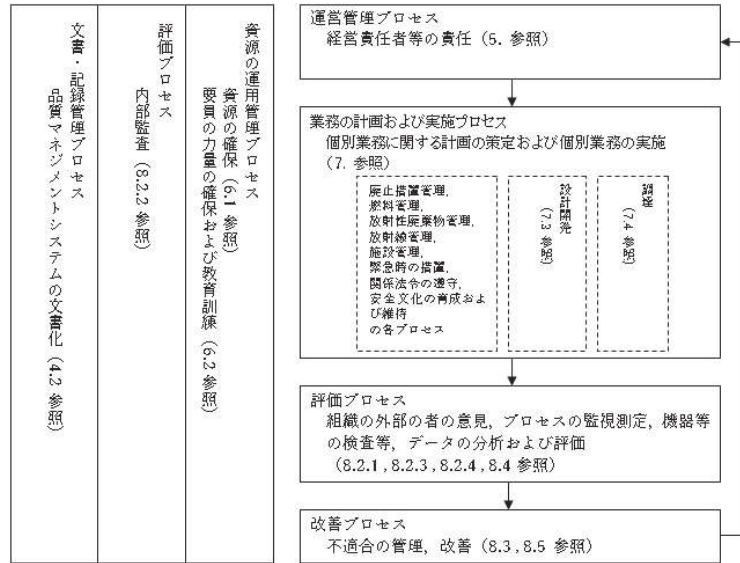 文書・記録管理プロセス
品質マネジメントシステムの文書化（4.2 参照）
評価プロセス
内部監査（8.2.2 参照）
資源の運用管理プロセス
資源の確保（6.1 参照）
要員の力量の確保および教育訓練（6.2 参照）
運営管理プロセス
経営責任者等の責任（5. 参照）
業務の計画および実施プロセス
個別業務に関する計画の策定および個別業務の実施
（7. 参照）
廃止措置管理，
燃料管理，
放射性廃棄物管理，
放射線管理，
施設管理，
緊急時の措置，
関係法令の遵守，
安全文化の育成およ
び維持
の各プロセス
設計開発
（7.3 参照）
調達
（7.4 参照）
評価プロセス
組織の外部の者の意見，プロセスの監視測定，機器等
の検査等，データの分析および評価
（8.2.1，8.2.3，8.2.4，8.4 参照）
改善プロセス
不適合の管理，改善（8.3，8.5 参照）